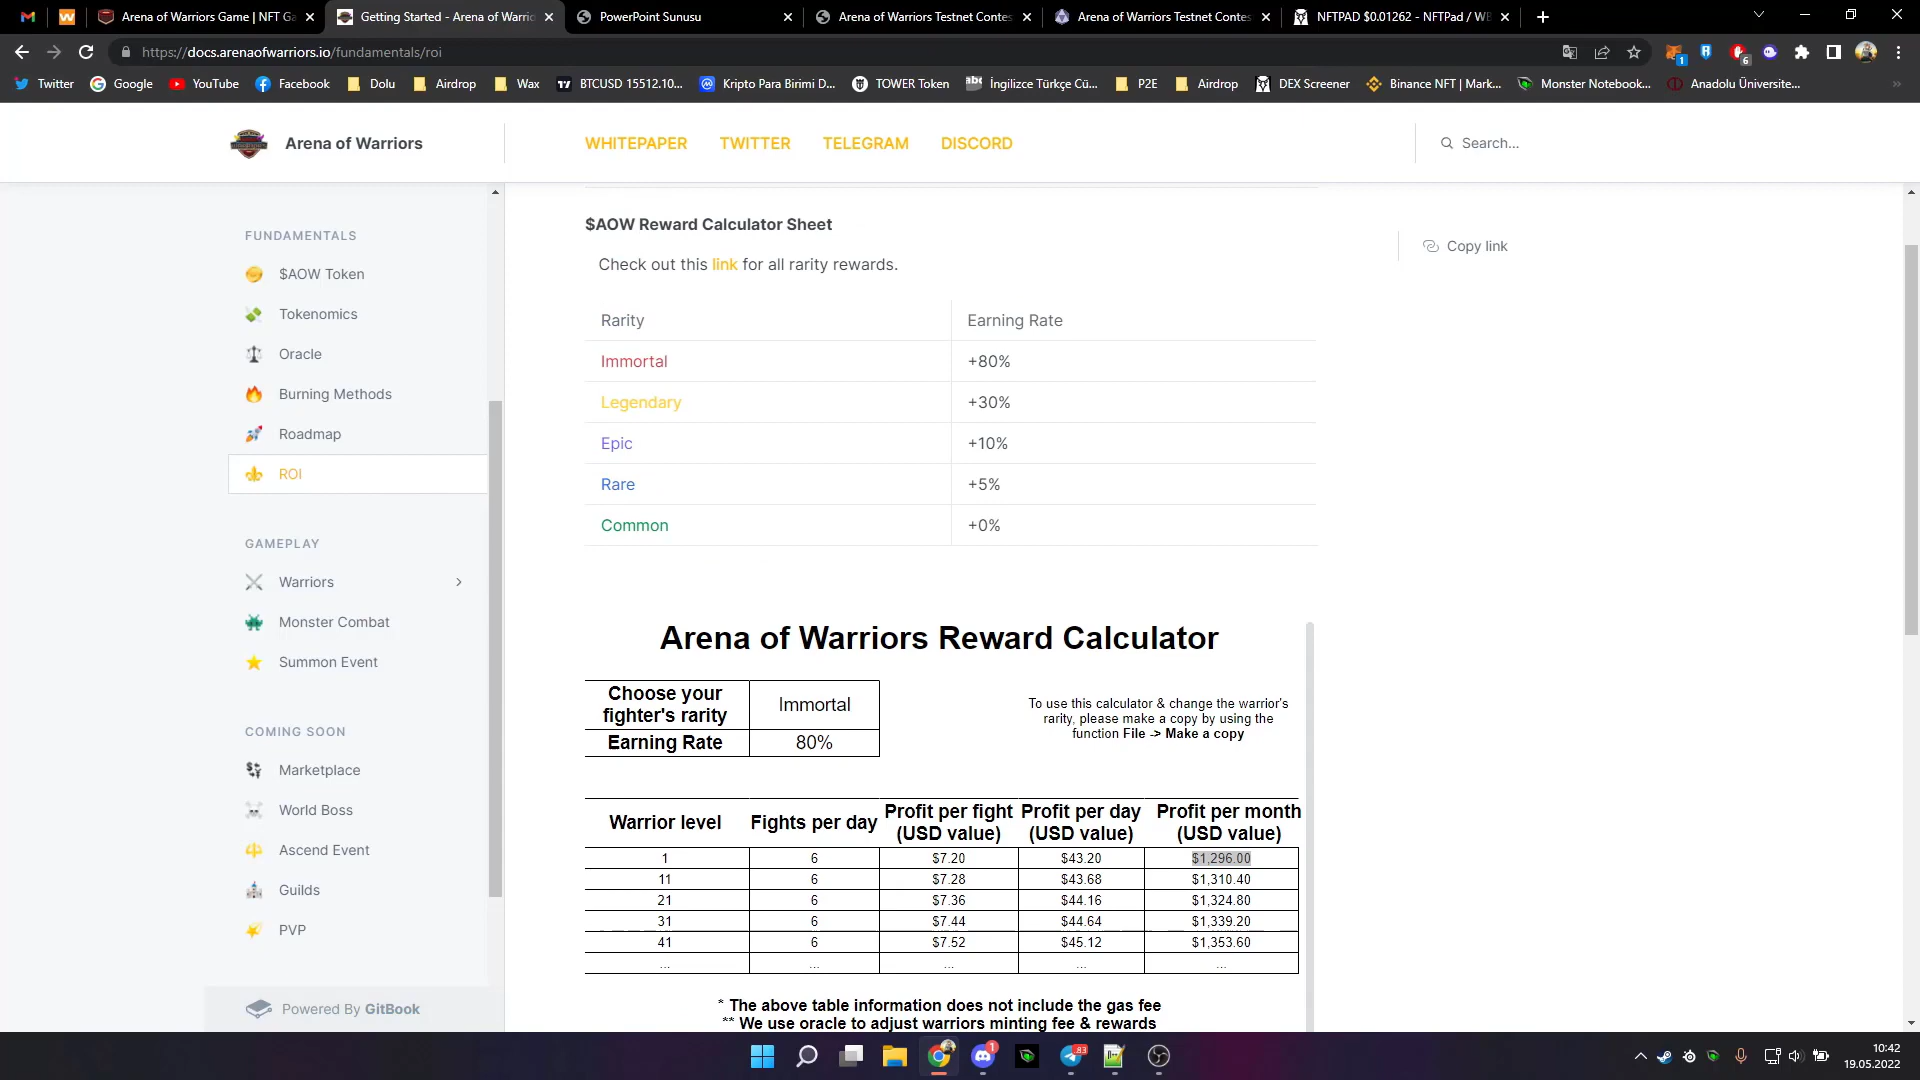 Arena of Warriors Game | NFT Ga
Getting Started - Arena of Warric
PowerPoint Sunusu
Arena of Warriors Testnet Contes
Arena of Warriors Testnet Contes
NFTPAD $0.01262 - NFTPad / WB
https://docs.arenaofwarriors.io/fundamentals/roi
1
6
Twitter
Google
YouTube
Facebook
Dolu
Airdrop
Wax
BTCUSD 15512.10...
Kripto Para Birimi D...
TOWER Token
İngilizce Türkçe Cü...
P2E
Airdrop
DEX Screener
Binance NFT | Mark...
Monster Notebook...
Anadolu Üniversite...
Arena of Warriors
WHITEPAPER
TWITTER
TELEGRAM
DISCORD
Search...
FUNDAMENTALS
$AOW Token
Tokenomics
Oracle
Burning Methods
Roadmap
ROI
GAMEPLAY
Warriors
Monster Combat
Summon Event
COMING SOON
Marketplace
World Boss
Ascend Event
Guilds
PVP
Powered By GitBook
$AOW Reward Calculator Sheet
Check out this link for all rarity rewards.
Rarity Earning Rate
Immortal +80%
Legendary +30%
Epic +10%
Rare +5%
Common +0%
Copy link
Arena of Warriors Reward Calculator
Choose your
fighter's rarity
Immortal
Earning Rate 80%
To use this calculator & change the warrior's
rarity, please make a copy by using the
function File -> Make a copy
Warrior level
Fights per day
Profit per fight
(USD value)
Profit per day
(USD value)
Profit per month
(USD value)
1 6 $7.20 $43.20 $1,296.00
11 6 $7.28 $43.68 $1,310.40
21 6 $7.36 $44.16 $1,324.80
31 6 $7.44 $44.64 $1,339.20
41 6 $7.52 $45.12 $1,353.60
... ... ... ... ...
* The above table information does not include the gas fee
** We use oracle to adjust warriors minting fee & rewards
1
83
10:42
19.05.2022